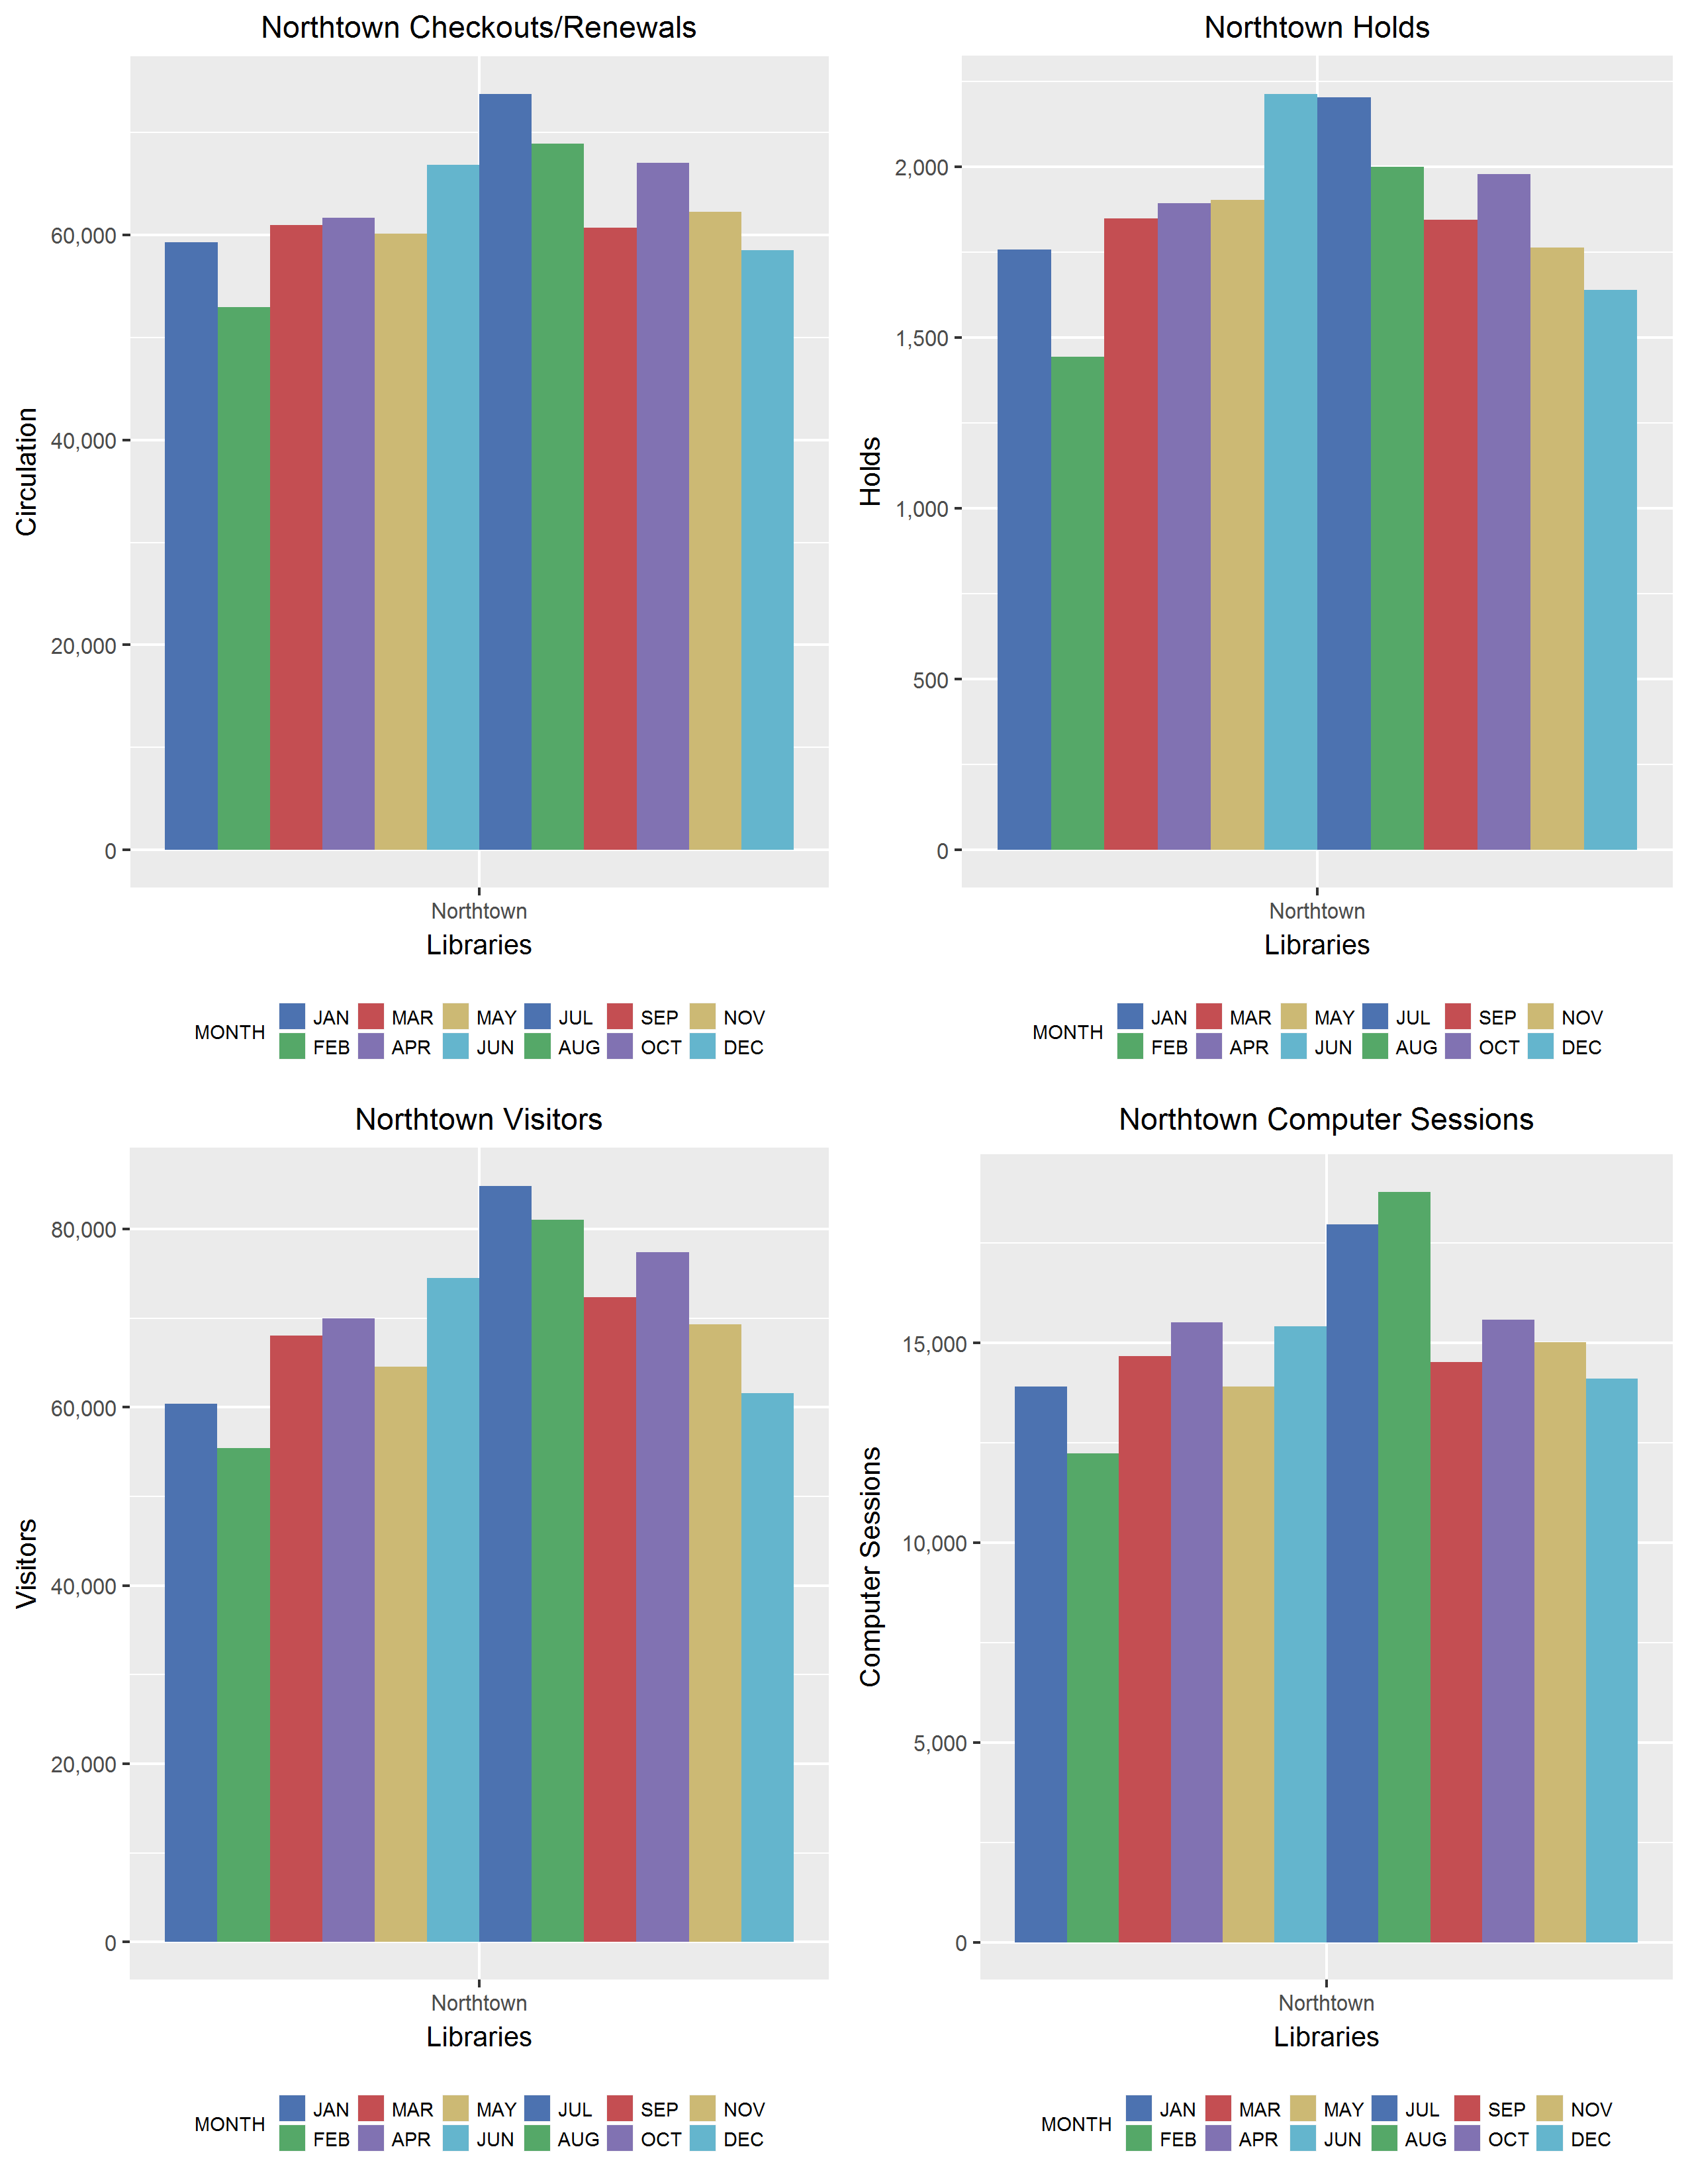 Northtown Checkouts/Renewals
Circulation
60,000
40,000
20,000
0
Northtown
Libraries
MONTH
JAN MAR MAY JUL SEP NOV
FEB APR JUN AUG OCT DEC
Northtown Holds
Holds
2,000
1,500
1,000
500
0
Northtown
Libraries
MONTH
JAN MAR MAY JUL SEP NOV
FEB APR JUN AUG OCT DEC
Northtown Visitors
Visitors
80,000
60,000
40,000
20,000
0
Northtown
Libraries
MONTH
JAN MAR MAY JUL SEP NOV
FEB APR JUN AUG OCT DEC
Northtown Computer Sessions
Computer Sessions
15,000
10,000
5,000
0
Northtown
Libraries
MONTH
JAN MAR MAY JUL SEP NOV
FEB APR JUN AUG OCT DEC